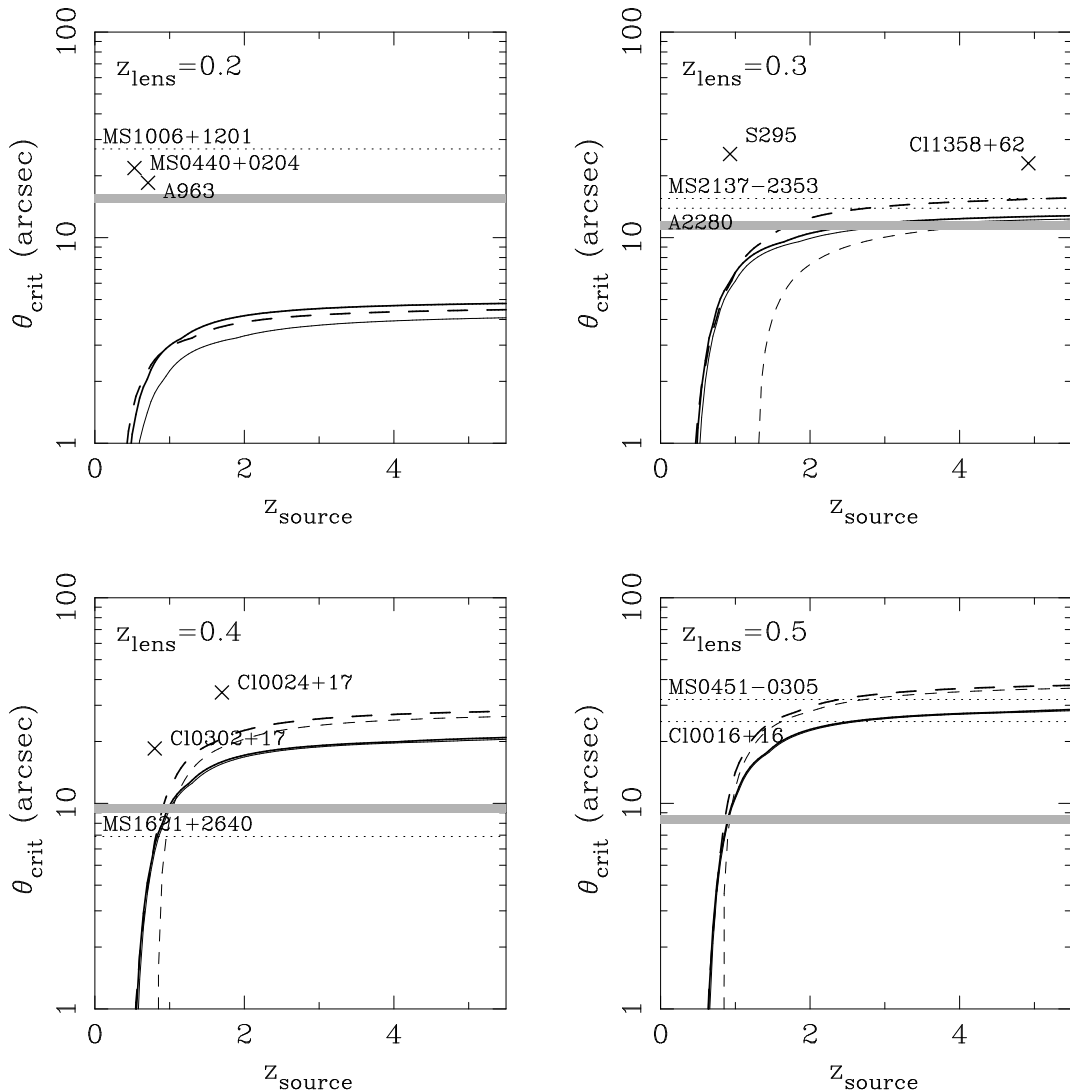 z_lens=0.2
MS1006+1201
MS0440+0204
A963
θ_crit (arcsec)
100
10
1
0 2 4
z_source
z_lens=0.3
S295
Cl1358+62
MS2137-2353
A2280
θ_crit (arcsec)
100
10
1
0 2 4
z_source
z_lens=0.4
Cl0024+17
Cl0302+17
MS1621+2640
θ_crit (arcsec)
100
10
1
0 2 4
z_source
z_lens=0.5
MS0451-0305
Cl0016+16
θ_crit (arcsec)
100
10
1
0 2 4
z_source